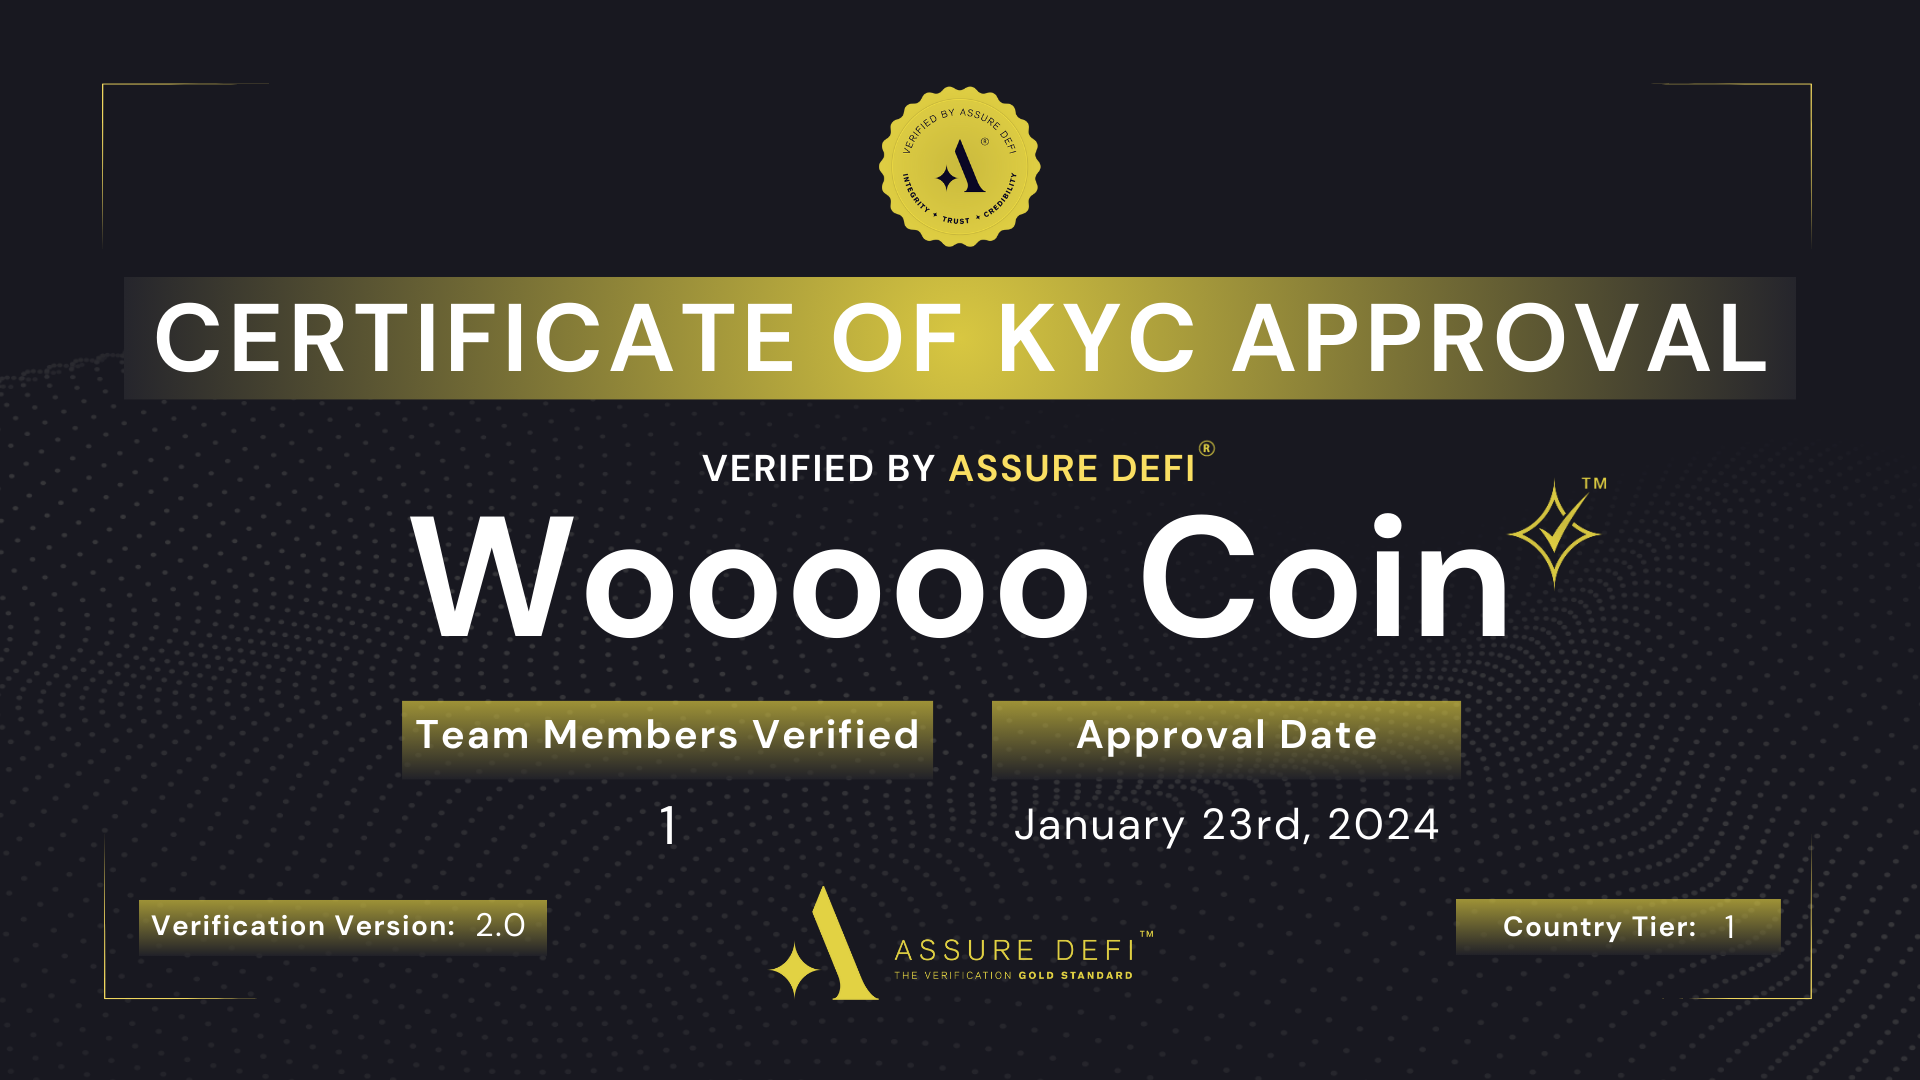 VERIFIED BY ASSURE DEFI
®
INTEGRITY ✦ TRUST ✦ CREDIBILITY
CERTIFICATE OF KYC APPROVAL
VERIFIED BY ASSURE DEFI®
Wooooo Coin™
Team Members Verified
1
Approval Date
January 23rd, 2024
Verification Version: 2.0
ASSURE DEFI™
THE VERIFICATION GOLD STANDARD
Country Tier: 1